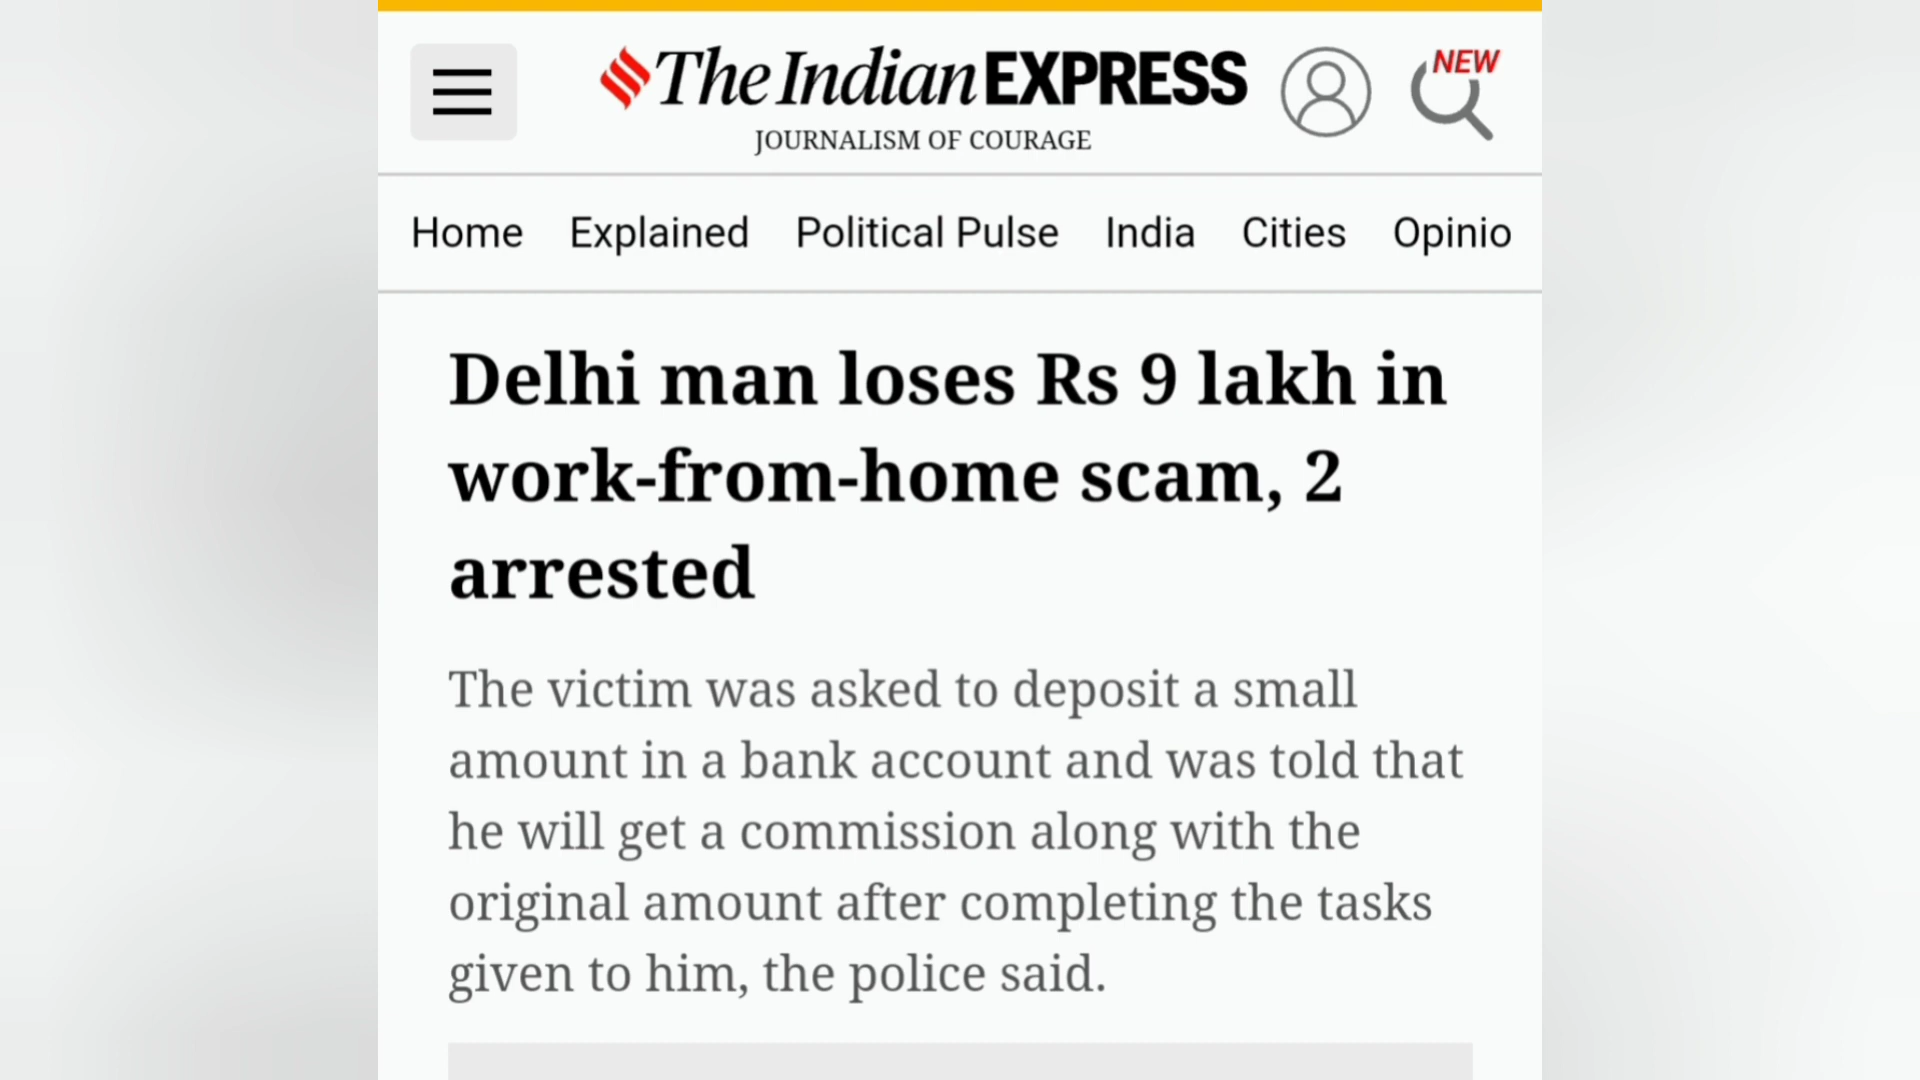 The Indian EXPRESS
NEW
JOURNALISM OF COURAGE
Home Explained Political Pulse India Cities Opinio
Delhi man loses Rs 9 lakh in
work-from-home scam, 2
arrested
The victim was asked to deposit a small
amount in a bank account and was told that
he will get a commission along with the
original amount after completing the tasks
given to him, the police said.